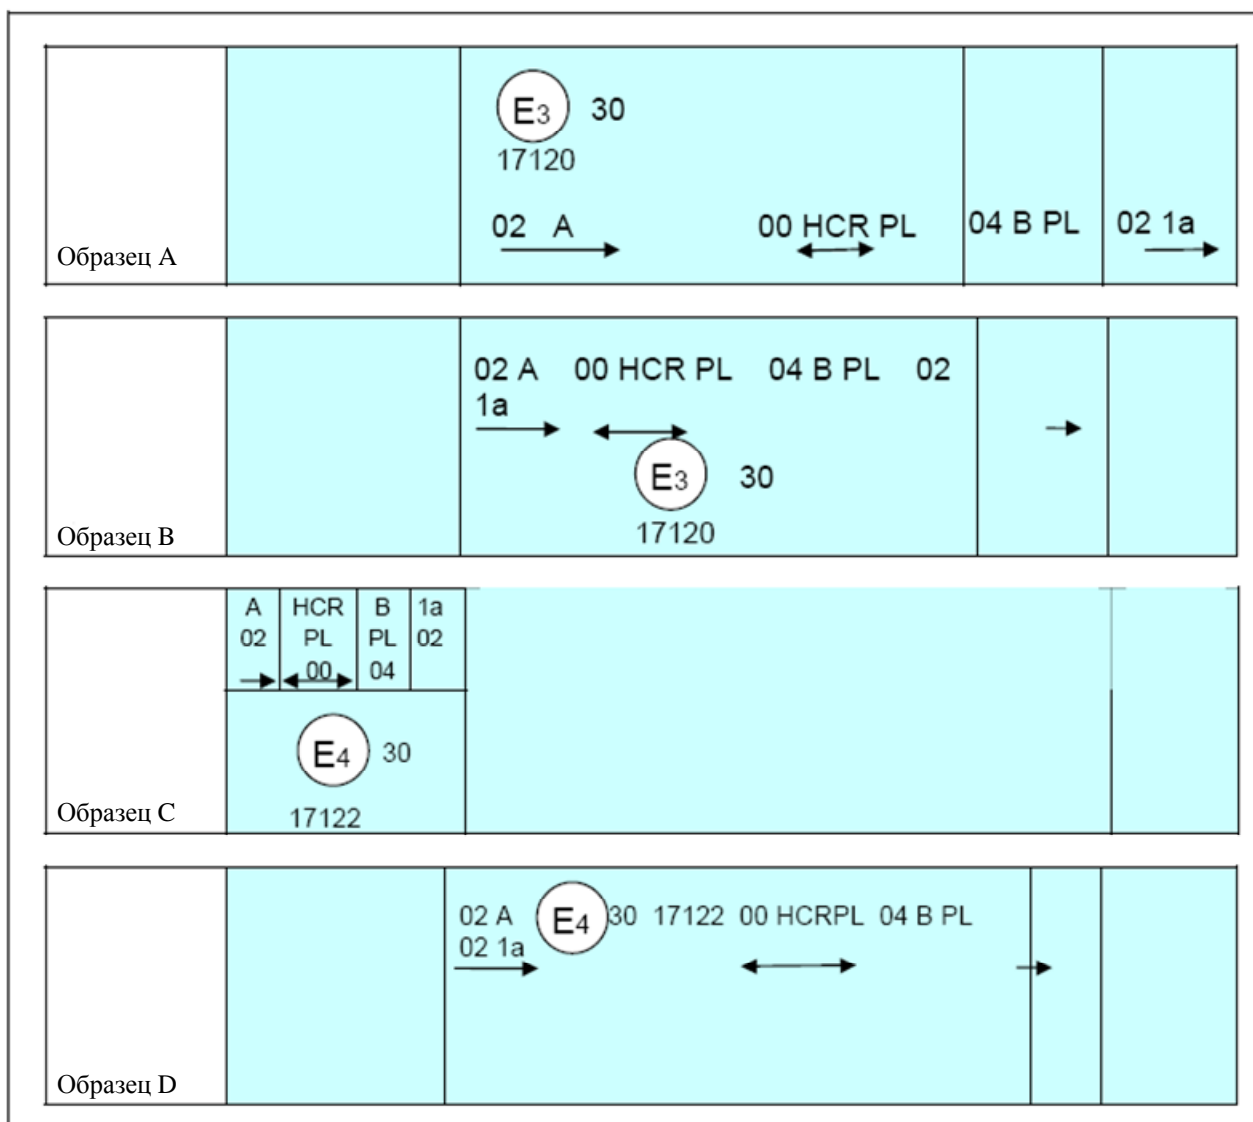 E3 30
17120
02 A 00 HCR PL 04 B PL 02 1a
Образец A
02 A 00 HCR PL 04 B PL 02
1a
E3 30
17120
Образец B
A HCR B 1a
02 PL PL 02
00 04
E4 30
17122
Образец C
02 A E4 30 17122 00 HCRPL 04 B PL
02 1a
Образец D